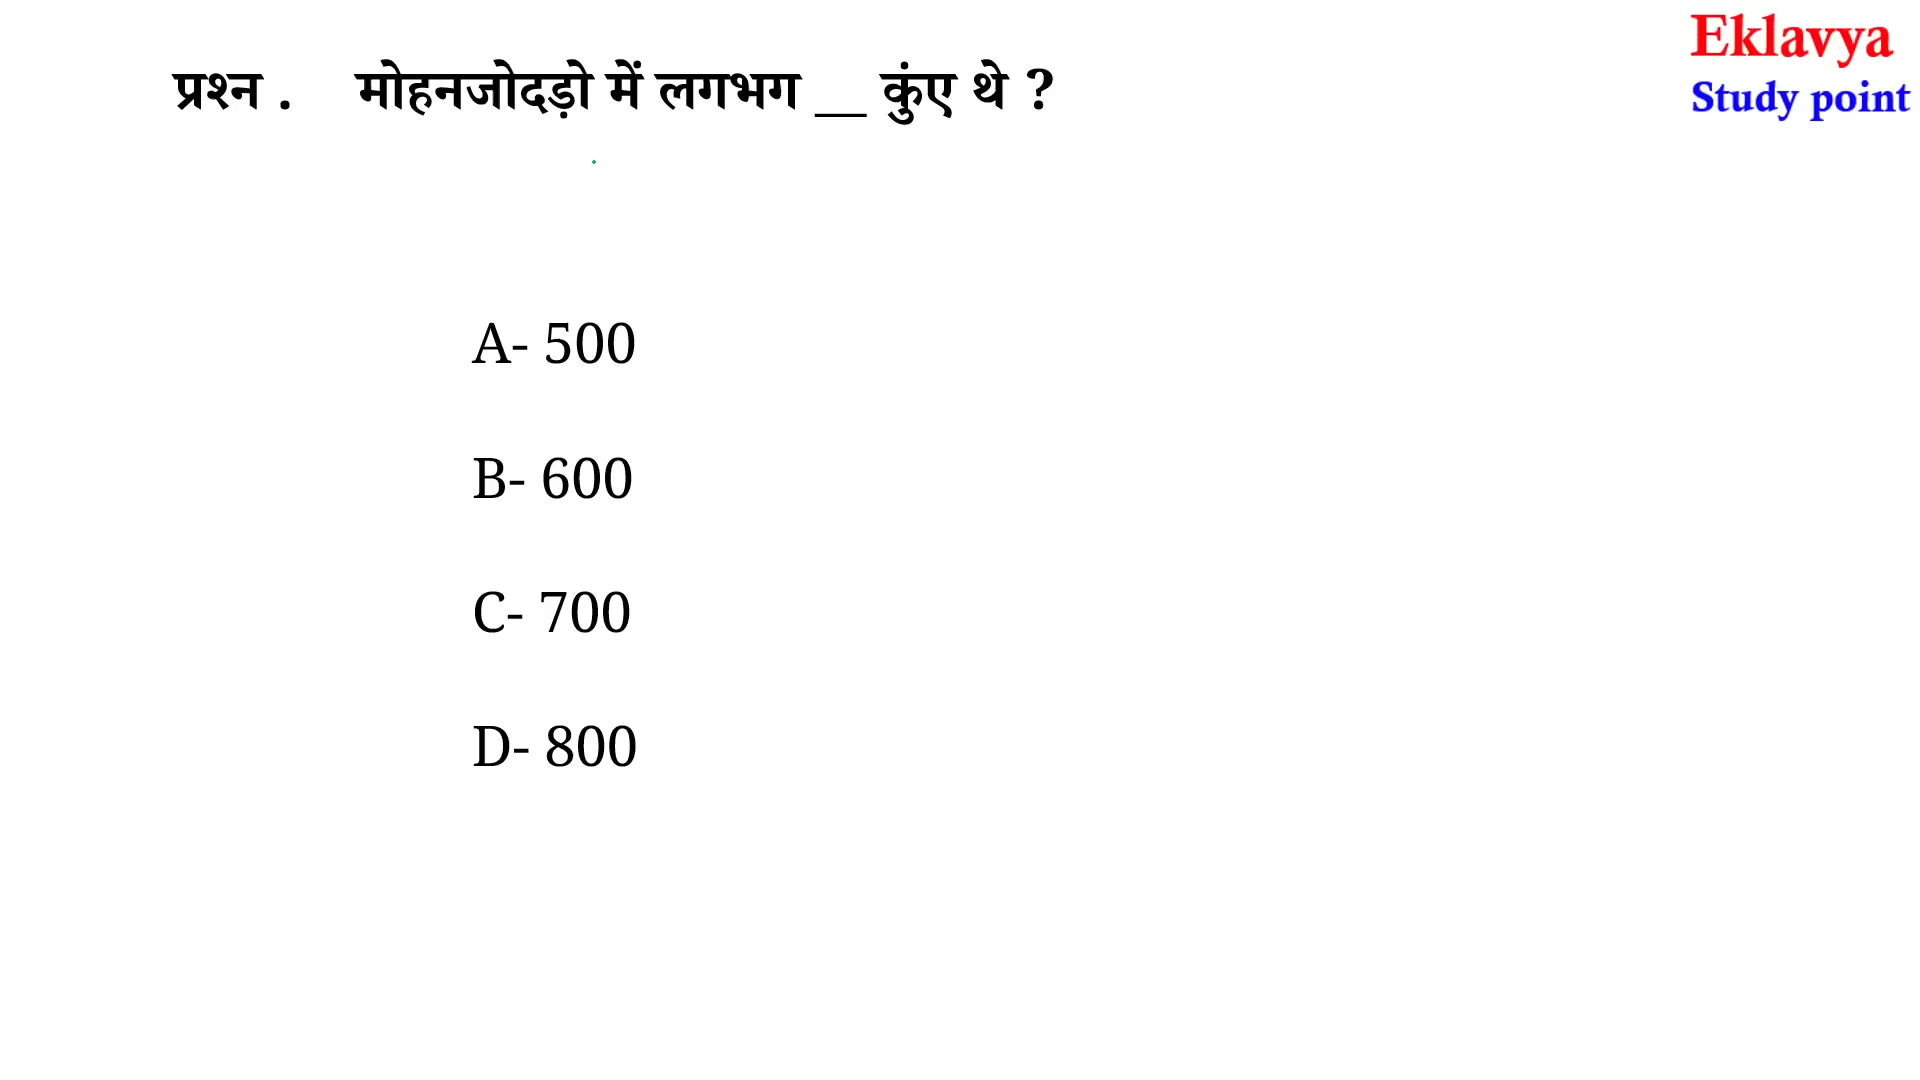 प्रश्न .    मोहनजोदड़ो में लगभग __ कुंए थे ?
Eklavya
Study point
A- 500
B- 600
C- 700
D- 800